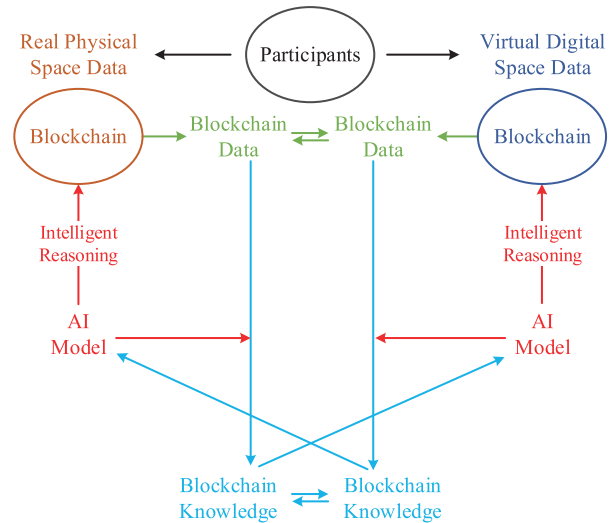 Real Physical
Space Data
Participants
Virtual Digital
Space Data
Blockchain
Blockchain
Data
Blockchain
Data
Blockchain
Intelligent
Reasoning
Intelligent
Reasoning
AI
Model
AI
Model
Blockchain
Knowledge
Blockchain
Knowledge